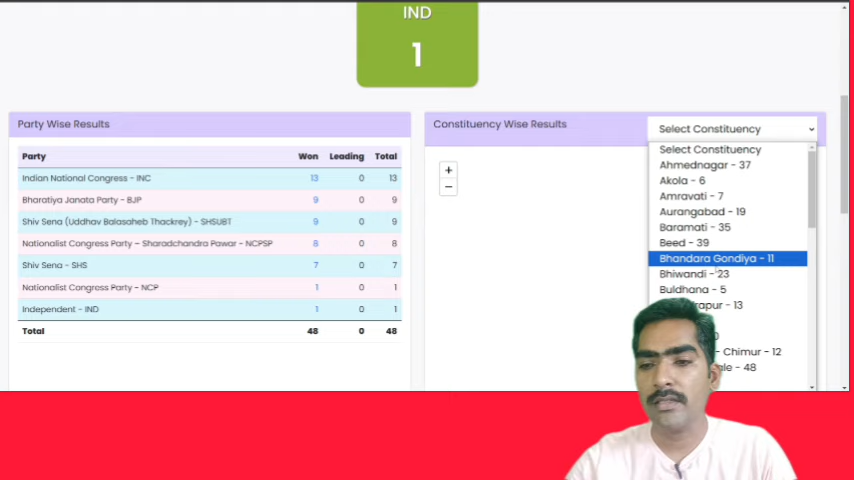 IND
1
Party Wise Results
Party Won Leading Total
Indian National Congress - INC 13 0 13
Bharatiya Janata Party - BJP 9 0 9
Shiv Sena (Uddhav Balasaheb Thackrey) - SHSUBT 9 0 9
Nationalist Congress Party – Sharadchandra Pawar - NCPSP 8 0 8
Shiv Sena - SHS 7 0 7
Nationalist Congress Party - NCP 1 0 1
Independent - IND 1 0 1
Total 48 0 48
Constituency Wise Results
Select Constituency
+
−
Select Constituency
Ahmednagar - 37
Akola - 6
Amravati - 7
Aurangabad - 19
Baramati - 35
Beed - 39
Bhandara Gondiya - 11
Bhiwandi - 23
Buldhana - 5
- 13
- Chimur - 12
- 48